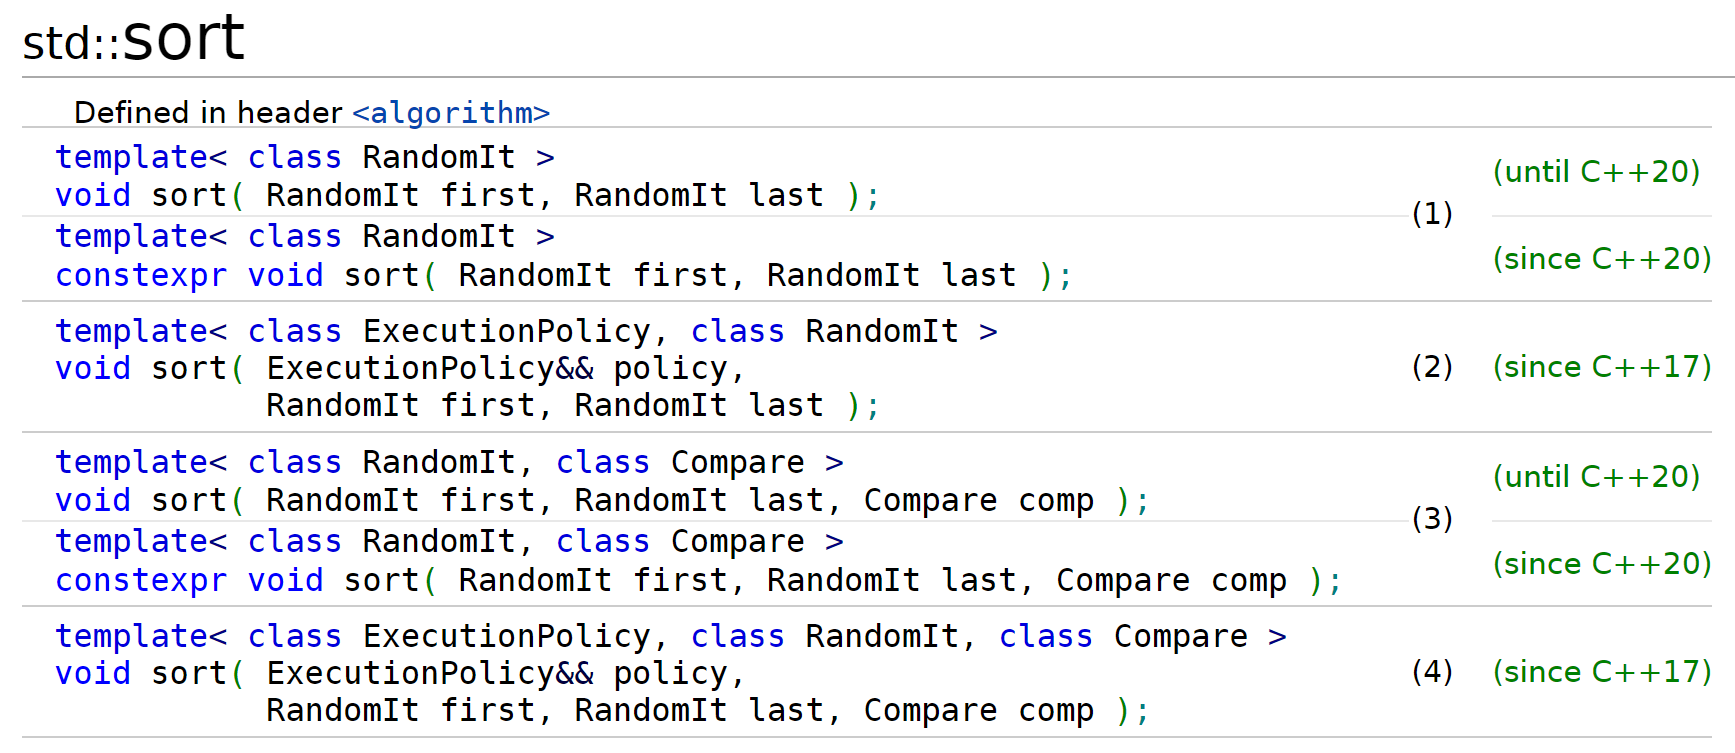 std::sort
Defined in header <algorithm>
template< class RandomIt >
void sort( RandomIt first, RandomIt last );
(until C++20)
(1)
template< class RandomIt >
constexpr void sort( RandomIt first, RandomIt last );
(since C++20)
template< class ExecutionPolicy, class RandomIt >
void sort( ExecutionPolicy&& policy,
RandomIt first, RandomIt last );
(2) (since C++17)
template< class RandomIt, class Compare >
void sort( RandomIt first, RandomIt last, Compare comp );
(until C++20)
(3)
template< class RandomIt, class Compare >
constexpr void sort( RandomIt first, RandomIt last, Compare comp );
(since C++20)
template< class ExecutionPolicy, class RandomIt, class Compare >
void sort( ExecutionPolicy&& policy,
RandomIt first, RandomIt last, Compare comp );
(4) (since C++17)